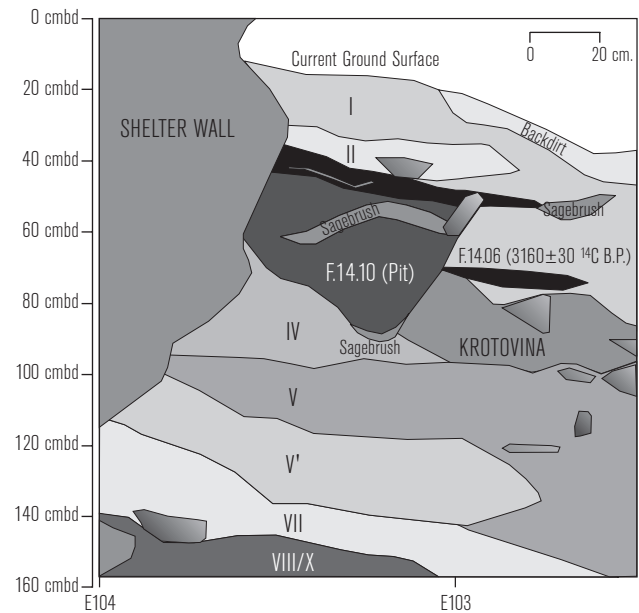 0 cmbd
20 cmbd
40 cmbd
60 cmbd
80 cmbd
100 cmbd
120 cmbd
140 cmbd
160 cmbd
0 20 cm.
Current Ground Surface
I
SHELTER WALL
Backdirt
II
Sagebrush
Sagebrush
F.14.06 (3160±30 ¹⁴C B.P.)
F.14.10 (Pit)
IV
Sagebrush
KROTOVINA
V
V'
VII
VIII/X
E104 E103